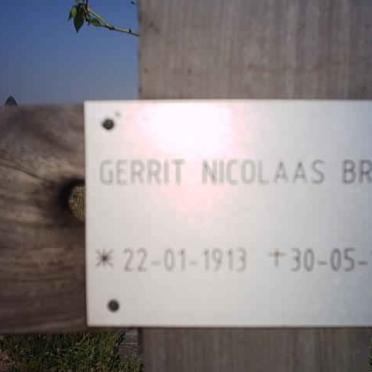 GERRIT NICOLAAS BR
* 22-01-1913 †30-05-